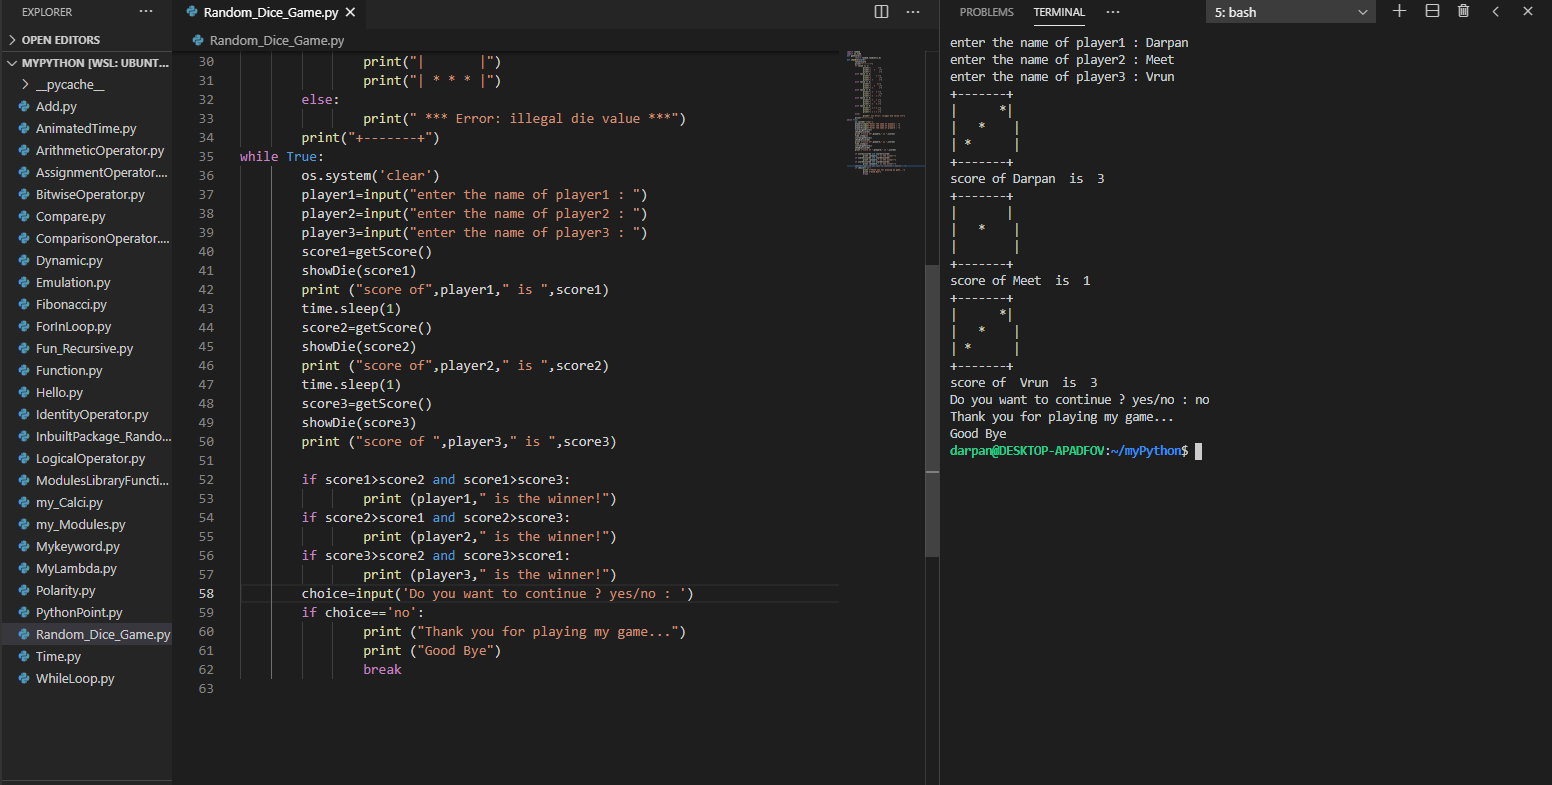 EXPLORER ...
OPEN EDITORS
MYPYTHON [WSL: UBUNT...
__pycache__
Add.py
AnimatedTime.py
ArithmeticOperator.py
AssignmentOperator....
BitwiseOperator.py
Compare.py
ComparisonOperator....
Dynamic.py
Emulation.py
Fibonacci.py
ForInLoop.py
Fun_Recursive.py
Function.py
Hello.py
IdentityOperator.py
InbuiltPackage_Rando...
LogicalOperator.py
ModulesLibraryFuncti...
my_Calci.py
my_Modules.py
Mykeyword.py
MyLambda.py
Polarity.py
PythonPoint.py
Random_Dice_Game.py
Time.py
WhileLoop.py
Random_Dice_Game.py
Random_Dice_Game.py
30 print("|       |")
31 print("| * * * |")
32 else:
33 print(" *** Error: illegal die value ***")
34 print("+-------+")
35 while True:
36 os.system('clear')
37 player1=input("enter the name of player1 : ")
38 player2=input("enter the name of player2 : ")
39 player3=input("enter the name of player3 : ")
40 score1=getScore()
41 showDie(score1)
42 print ("score of",player1," is ",score1)
43 time.sleep(1)
44 score2=getScore()
45 showDie(score2)
46 print ("score of",player2," is ",score2)
47 time.sleep(1)
48 score3=getScore()
49 showDie(score3)
50 print ("score of ",player3," is ",score3)
51
52 if score1>score2 and score1>score3:
53 print (player1," is the winner!")
54 if score2>score1 and score2>score3:
55 print (player2," is the winner!")
56 if score3>score2 and score3>score1:
57 print (player3," is the winner!")
58 choice=input('Do you want to continue ? yes/no : ')
59 if choice=='no':
60 print ("Thank you for playing my game...")
61 print ("Good Bye")
62 break
63
PROBLEMS TERMINAL ... 5: bash
enter the name of player1 : Darpan
enter the name of player2 : Meet
enter the name of player3 : Vrun
+-------+
|      *|
|   *    |
| *      |
+-------+
score of Darpan  is  3
+-------+
|       |
|   *    |
|        |
+-------+
score of Meet  is  1
+-------+
|      *|
|   *    |
| *      |
+-------+
score of  Vrun  is  3
Do you want to continue ? yes/no : no
Thank you for playing my game...
Good Bye
darpan@DESKTOP-APADFOV:~/myPython$